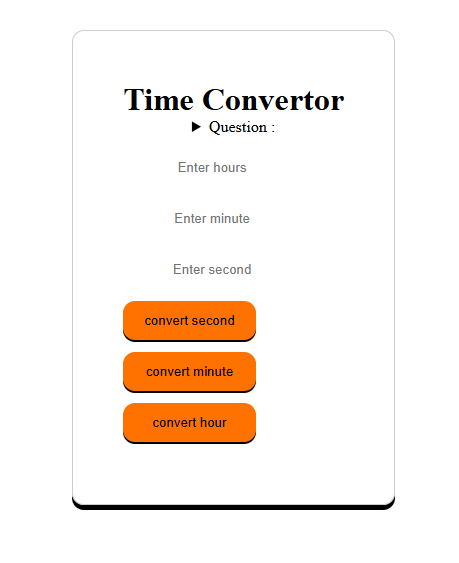 Time Convertor
▶ Question :
Enter hours
Enter minute
Enter second
convert second
convert minute
convert hour